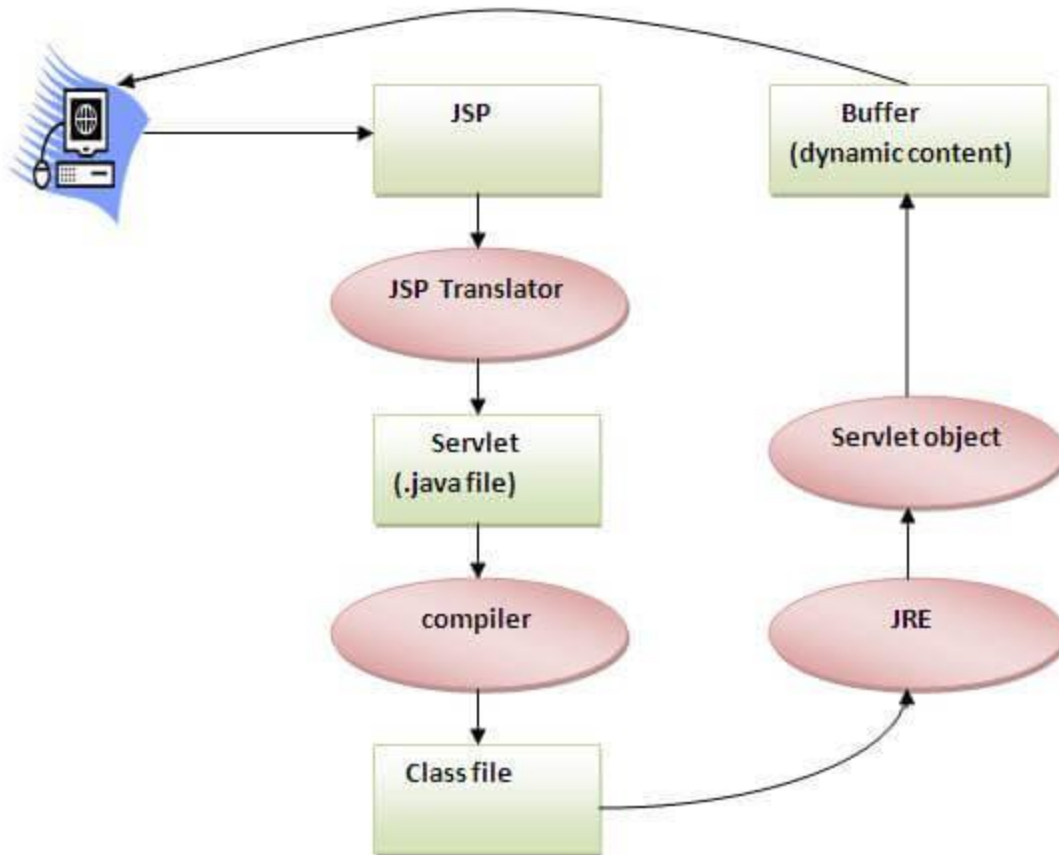 JSP
Buffer
(dynamic content)
JSP Translator
Servlet
(.java file)
Servlet object
compiler
JRE
Class file